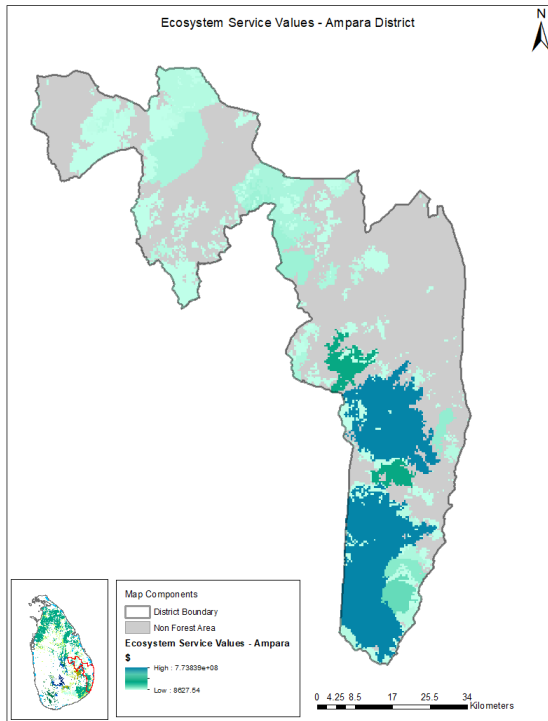 Ecosystem Service Values - Ampara District
N
Map Components
District Boundary
Non Forest Area
Ecosystem Service Values - Ampara
$
High : 7.73839e+08
Low : 8627.64
0 4.25 8.5 17 25.5 34
Kilometers